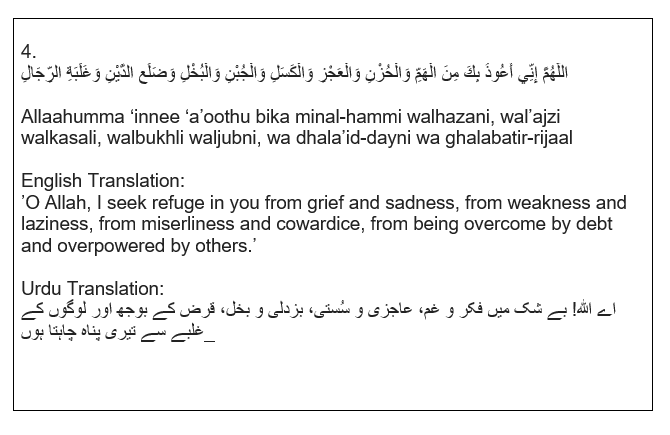 4.
اللّهُمَّ إِنِّي أَعُوذَ بِكَ مِنَ الْهَمِّ وَالْحُزْنِ وَالْعَجْزِ وَالْكَسَلِ وَالْجُبْنِ وَالْبُخْلِ وَضَلَعِ الدَّيْنِ وَغَلَبَةِ الرِّجَالِ
Allaahumma ‘innee ‘a’oothu bika minal-hammi walhazani, wal’ajzi
walkasali, walbukhli waljubni, wa dhala’id-dayni wa ghalabatir-rijaal
English Translation:
’O Allah, I seek refuge in you from grief and sadness, from weakness and
laziness, from miserliness and cowardice, from being overcome by debt
and overpowered by others.’
Urdu Translation:
اے اللہ! بے شک میں فکر و غم، عاجزی و سُستی، بزدلی و بخل، قرض کے بوجھ اور لوگوں کے
غلبے سے تیری پناہ چاہتا ہوں_